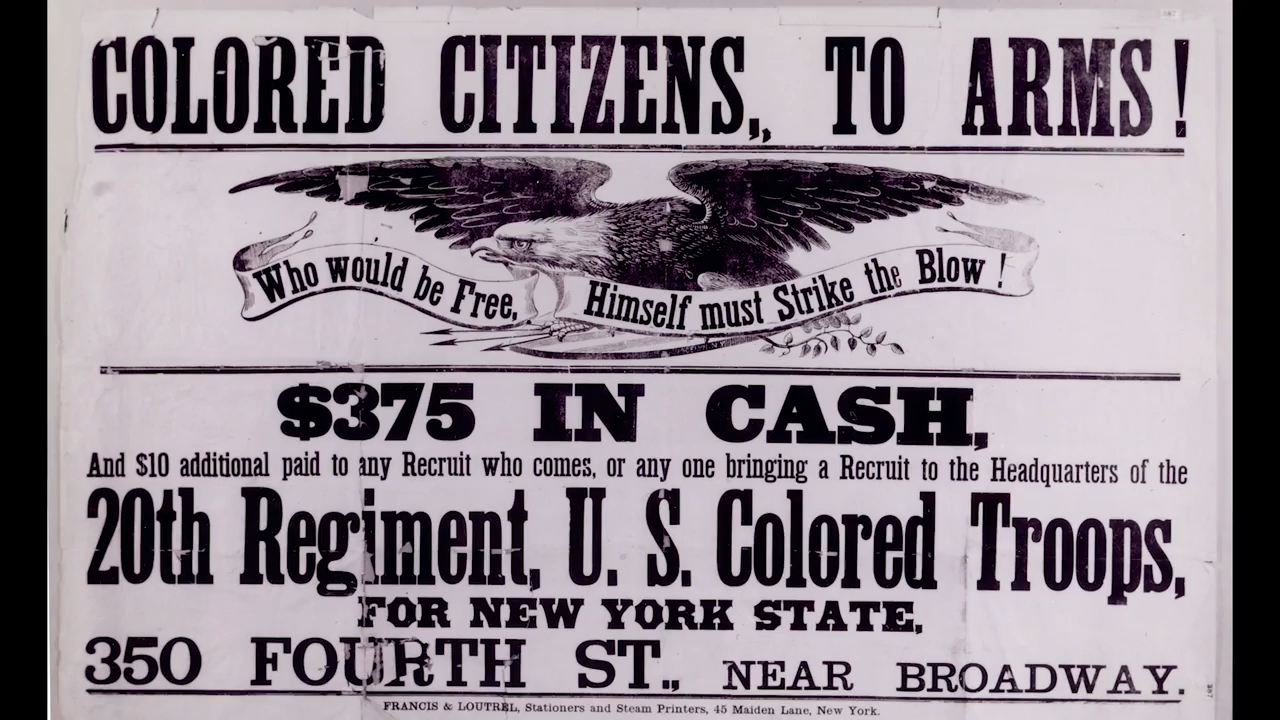 COLORED CITIZENS,, TO ARMS!
Who would be Free, Himself must Strike the Blow!
$375 IN CASH,
And $10 additional paid to any Recruit who comes, or any one bringing a Recruit to the Headquarters of the
20th Regiment, U. S. Colored Troops,
FOR NEW YORK STATE,
350 FOURTH ST., NEAR BROADWAY.
FRANCIS & LOUTREL, Stationers and Steam Printers, 45 Maiden Lane, New York.